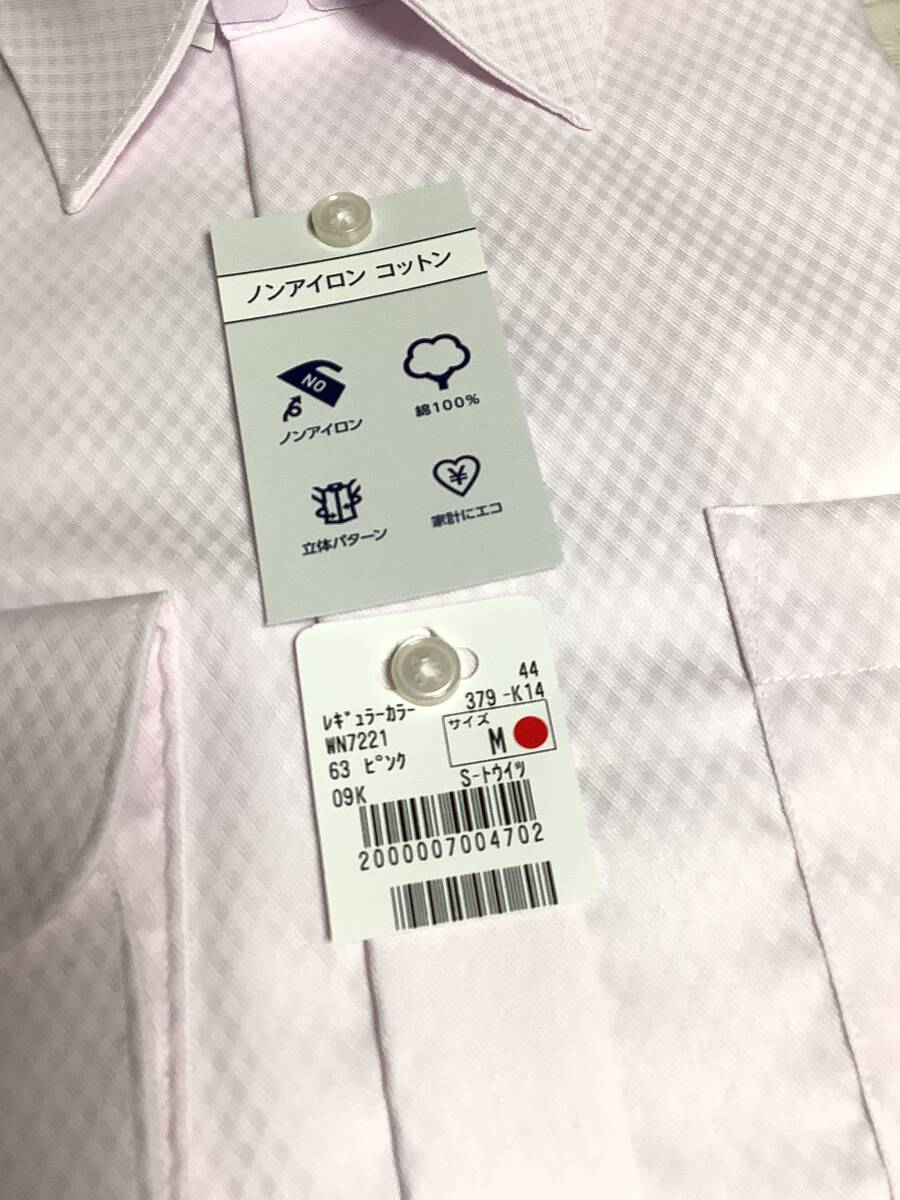 ノンアイロン コットン
NO
ノンアイロン
綿100%
立体パターン
¥
家計にエコ
44
379-K14
ﾚｷﾞｭﾗｰｶﾗｰ
WN7221
63 ﾋﾟﾝｸ
09K
サイズ
M
S-ﾄｳｲﾂ
2000007004702